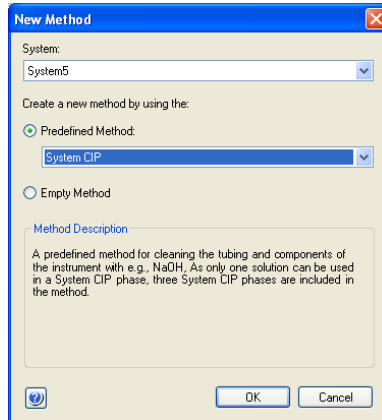 New Method
System:
System5
Create a new method by using the:
Predefined Method:
System CIP
Empty Method
Method Description
A predefined method for cleaning the tubing and components of
the instrument with e.g., NaOH, As only one solution can be used
in a System CIP phase, three System CIP phases are included in
the method.
OK Cancel